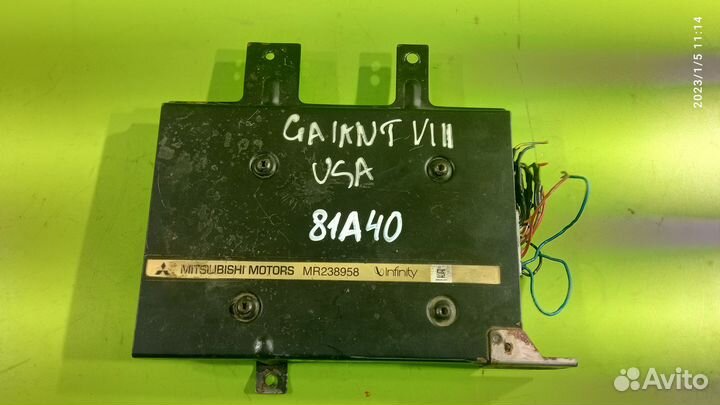 2023/1/5 11:14
GALANT VIII
USA
81A40
MITSUBISHI MOTORS MR238958 Infinity
Avito